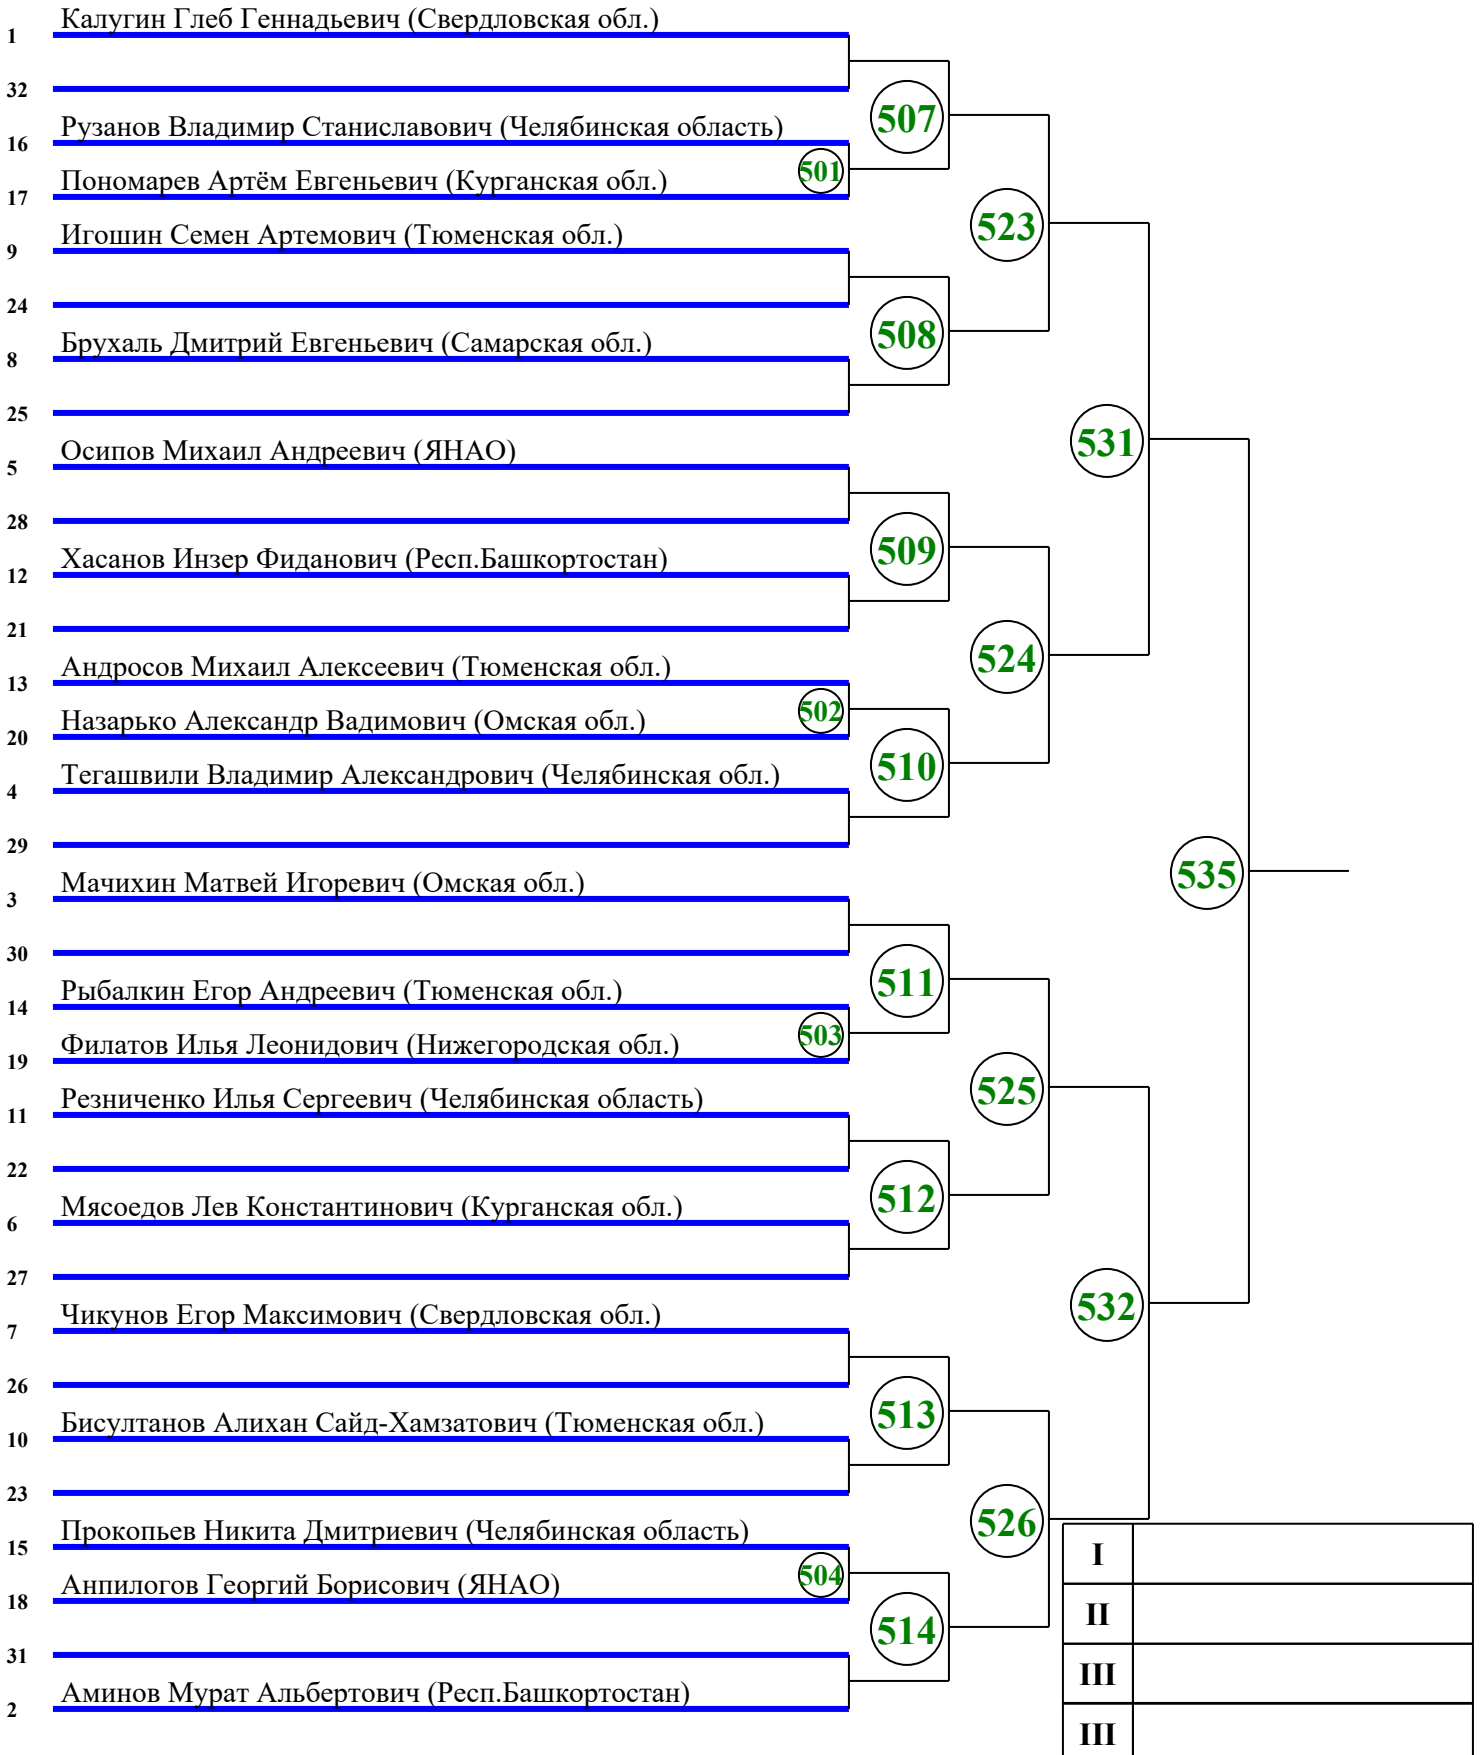 Калугин Глеб Геннадьевич (Свердловская обл.)
1
32
507
Рузанов Владимир Станиславович (Челябинская область)
16
501
Пономарев Артём Евгеньевич (Курганская обл.)
17
523
Игошин Семен Артемович (Тюменская обл.)
9
24
508
Брухаль Дмитрий Евгеньевич (Самарская обл.)
8
25
531
Осипов Михаил Андреевич (ЯНАО)
5
28
509
Хасанов Инзер Фиданович (Респ.Башкортостан)
12
21
524
Андросов Михаил Алексеевич (Тюменская обл.)
13
502
Назарько Александр Вадимович (Омская обл.)
20
510
Тегашвили Владимир Александрович (Челябинская обл.)
4
29
535
Мачихин Матвей Игоревич (Омская обл.)
3
30
511
Рыбалкин Егор Андреевич (Тюменская обл.)
14
503
Филатов Илья Леонидович (Нижегородская обл.)
19
525
Резниченко Илья Сергеевич (Челябинская область)
11
22
512
Мясоедов Лев Константинович (Курганская обл.)
6
27
532
Чикунов Егор Максимович (Свердловская обл.)
7
26
513
Бисултанов Алихан Сайд-Хамзатович (Тюменская обл.)
10
23
526
Прокопьев Никита Дмитриевич (Челябинская область)
15
I
504
Анпилогов Георгий Борисович (ЯНАО)
18
II
514
31
III
Аминов Мурат Альбертович (Респ.Башкортостан)
2
III